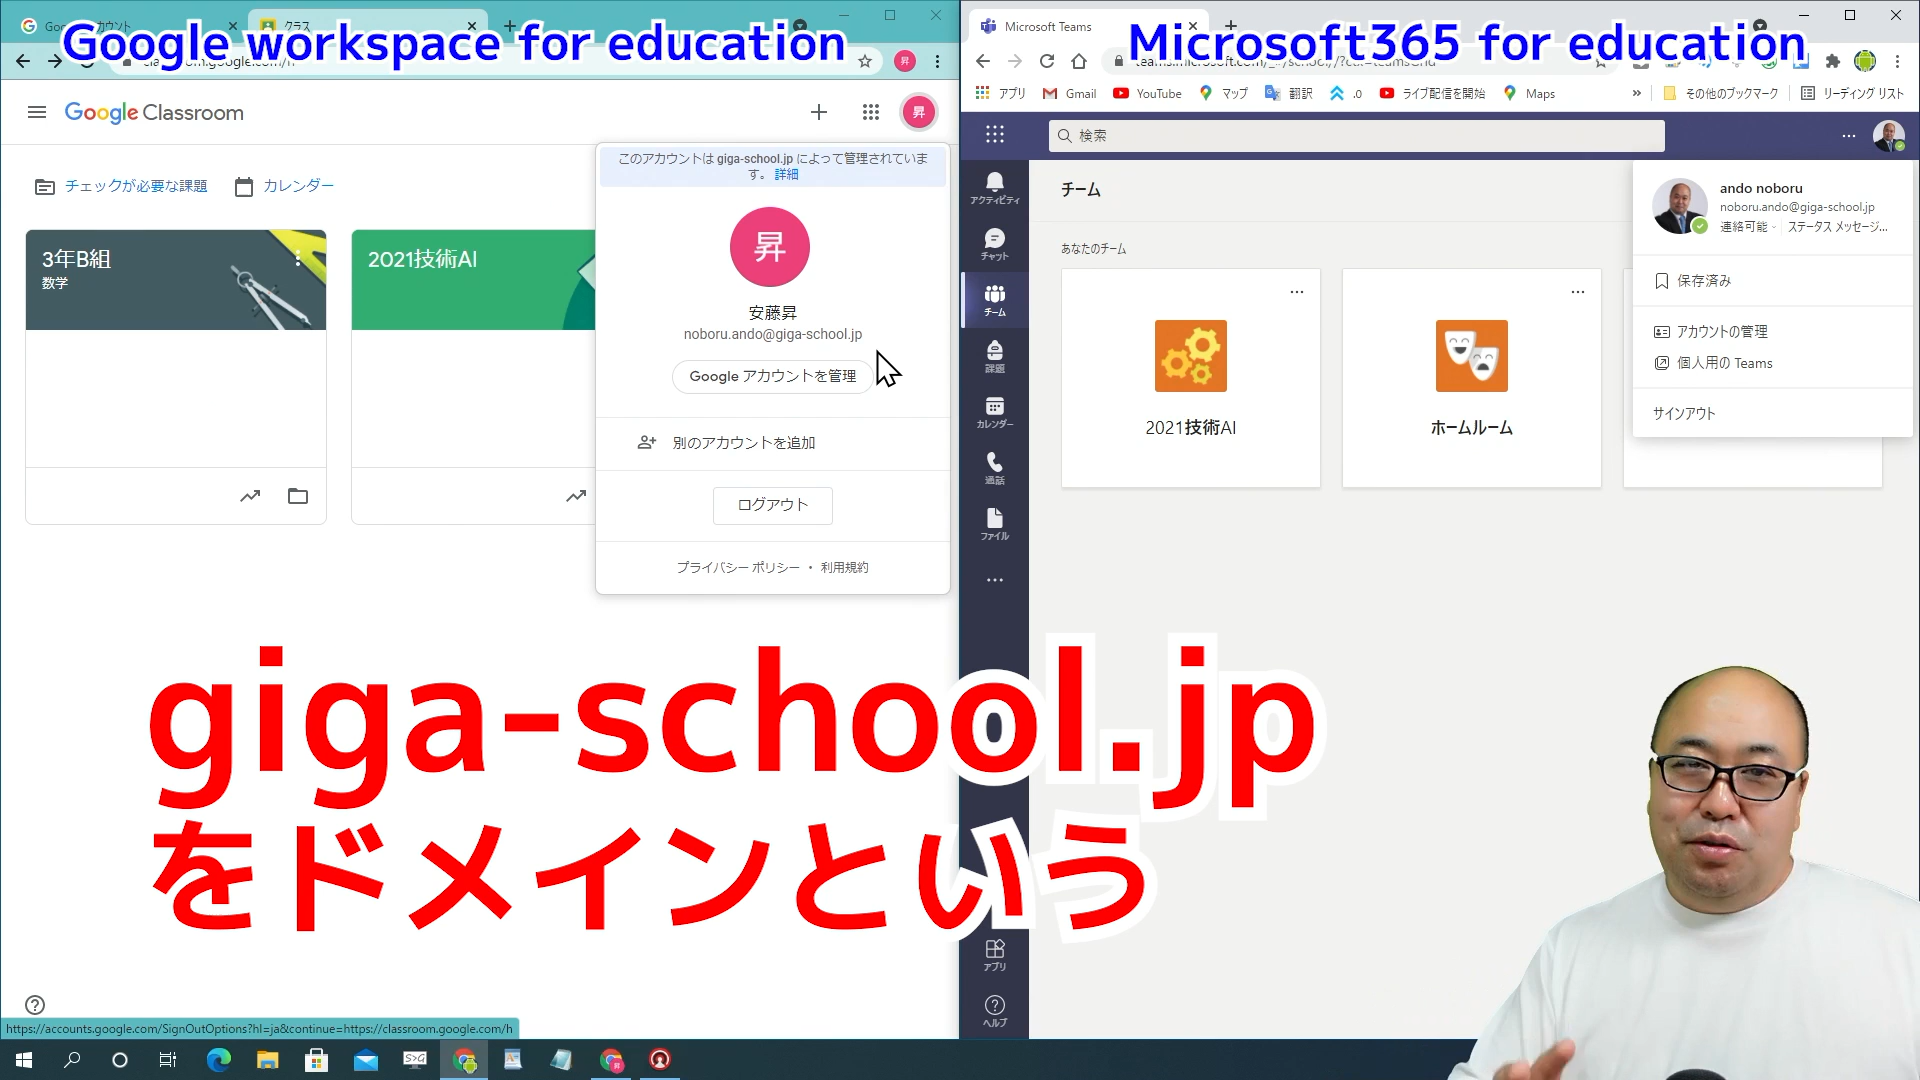 Google workspace for education
Google Classroom
昇
チェックが必要な課題
カレンダー
3年B組
数学
2021技術AI
このアカウントは giga-school.jp によって管理されています。 詳細
昇
安藤昇
noboru.ando@giga-school.jp
Google アカウントを管理
別のアカウントを追加
ログアウト
プライバシー ポリシー ・ 利用規約
https://accounts.google.com/SignOutOptions?hl=ja&continue=https://classroom.google.com/h
Microsoft365 for education
Microsoft Teams
アプリ
Gmail
YouTube
マップ
翻訳
.0
ライブ配信を開始
Maps
»
その他のブックマーク
リーディング リスト
検索
アクティビティ
チャット
チーム
課題
カレンダー
通話
ファイル
アプリ
ヘルプ
チーム
あなたのチーム
2021技術AI
ホームルーム
ando noboru
noboru.ando@giga-school.jp
連絡可能
ステータス メッセージ...
保存済み
アカウントの管理
個人用の Teams
サインアウト
giga-school.jp
をドメインという